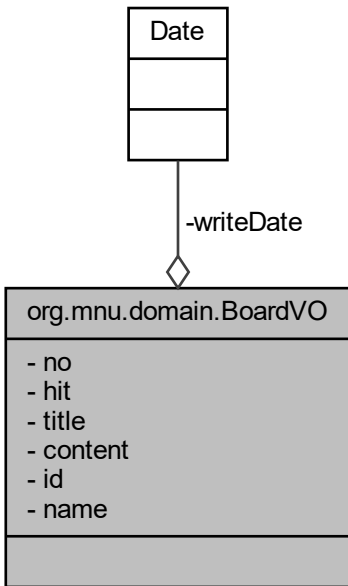 Date
-writeDate
org.mnu.domain.BoardVO
- no
- hit
- title
- content
- id
- name